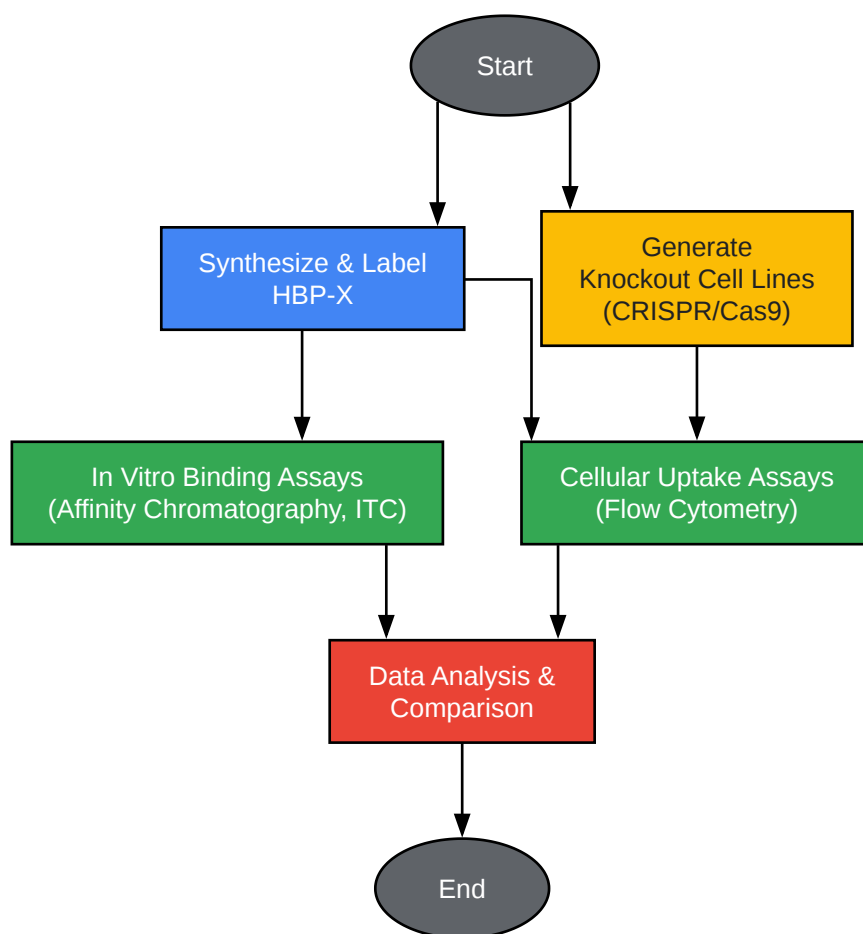 Start
Synthesize & Label
HBP-X
Generate
Knockout Cell Lines
(CRISPR/Cas9)
In Vitro Binding Assays
(Affinity Chromatography, ITC)
Cellular Uptake Assays
(Flow Cytometry)
Data Analysis &
Comparison
End